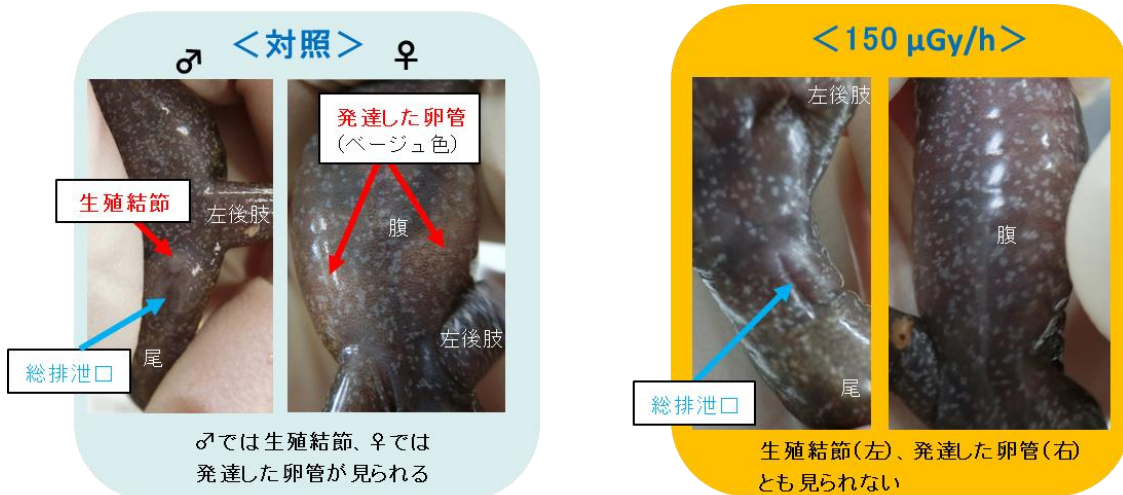 <対照>
♂
♀
発達した卵管
(ベージュ色)
生殖結節
左後肢
腹
左後肢
尾
総排泄口
♂では生殖結節、♀では
発達した卵管が見られる
<150 μGy/h>
左後肢
腹
尾
総排泄口
生殖結節(左)、発達した卵管(右)
とも見られない